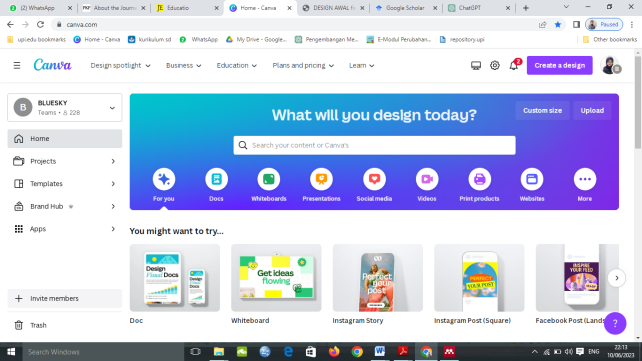 (2) WhatsApp
About the Journa
Educatio
Home - Canva
DESIGN AWAL f
Google Scholar
ChatGPT
canva.com
Paused
upi.edu bookmarks
Home - Canva
kurikulum sd
WhatsApp
My Drive - Google...
Pengembangan Me...
E-Modul Perubahan...
repository.upi
Other bookmarks
Canva
Design spotlight
Business
Education
Plans and pricing
Learn
2
Create a design
B
BLUESKY
Teams • 228
Home
Projects
Templates
Brand Hub
Apps
Invite members
Trash
What will you design today?
Custom size
Upload
Search your content or Canva's
For you
Docs
Whiteboards
Presentations
Social media
Videos
Print products
Websites
More
You might want to try...
Design
Docs
Get ideas
flowing
Perfect
your
post
YOUR POST
INSPIRE
YOUR FEED
Doc
Whiteboard
Instagram Story
Instagram Post (Square)
Facebook Post (Lands
?
Search Windows
ENG
22:13
10/06/2023